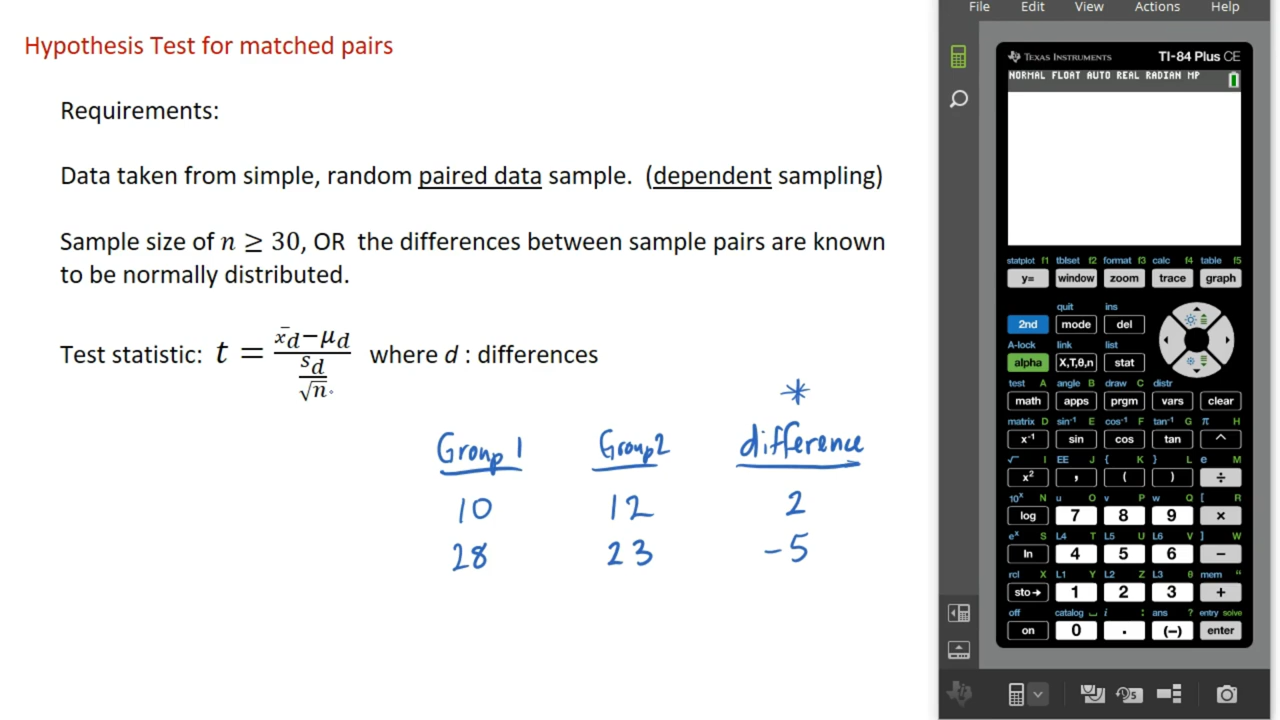 File Edit View Actions Help
Hypothesis Test for matched pairs
Requirements:
Data taken from simple, random paired data sample. (dependent sampling)
Sample size of n ≥ 30, OR the differences between sample pairs are known
to be normally distributed.
Test statistic: t = (x̄d − μd) / (sd / √n) where d : differences
*
Group 1 Group 2 difference
10 12 2
28 23 -5
TEXAS INSTRUMENTS TI-84 Plus CE
NORMAL FLOAT AUTO REAL RADIAN MP
statplot f1 tblset f2 format f3 calc f4 table f5
y= window zoom trace graph
quit ins
2nd mode del
A-lock link list
alpha X,T,θ,n stat
test A angle B draw C distr
math apps prgm vars clear
matrix D sin⁻¹ E cos⁻¹ F tan⁻¹ G π H
x⁻¹ sin cos tan ^
√ I EE J { K } L e M
x² , ( ) ÷
10ˣ N u O v P w Q [ R
log 7 8 9 ×
eˣ S L4 T L5 U L6 V ] W
ln 4 5 6 −
rcl X L1 Y L2 Z L3 θ mem "
sto→ 1 2 3 +
off catalog ⎵ i : ans ? entry solve
on 0 . (−) enter